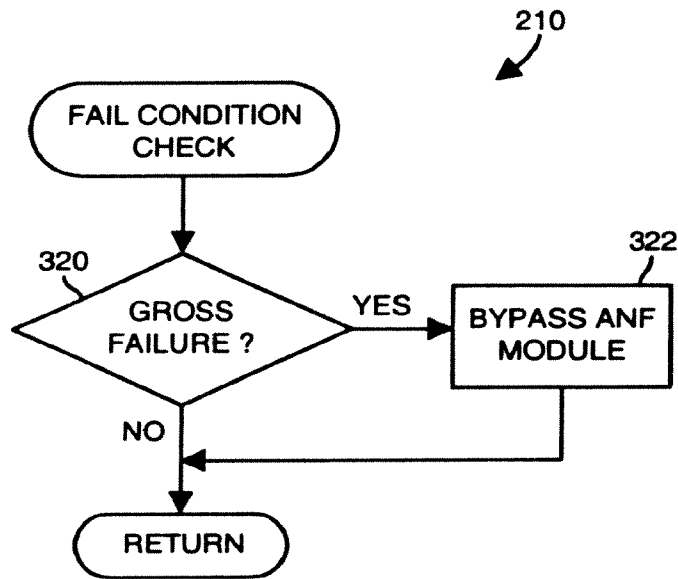 210
FAIL CONDITION
CHECK
320
GROSS
FAILURE ?
YES
322
BYPASS ANF
MODULE
NO
RETURN